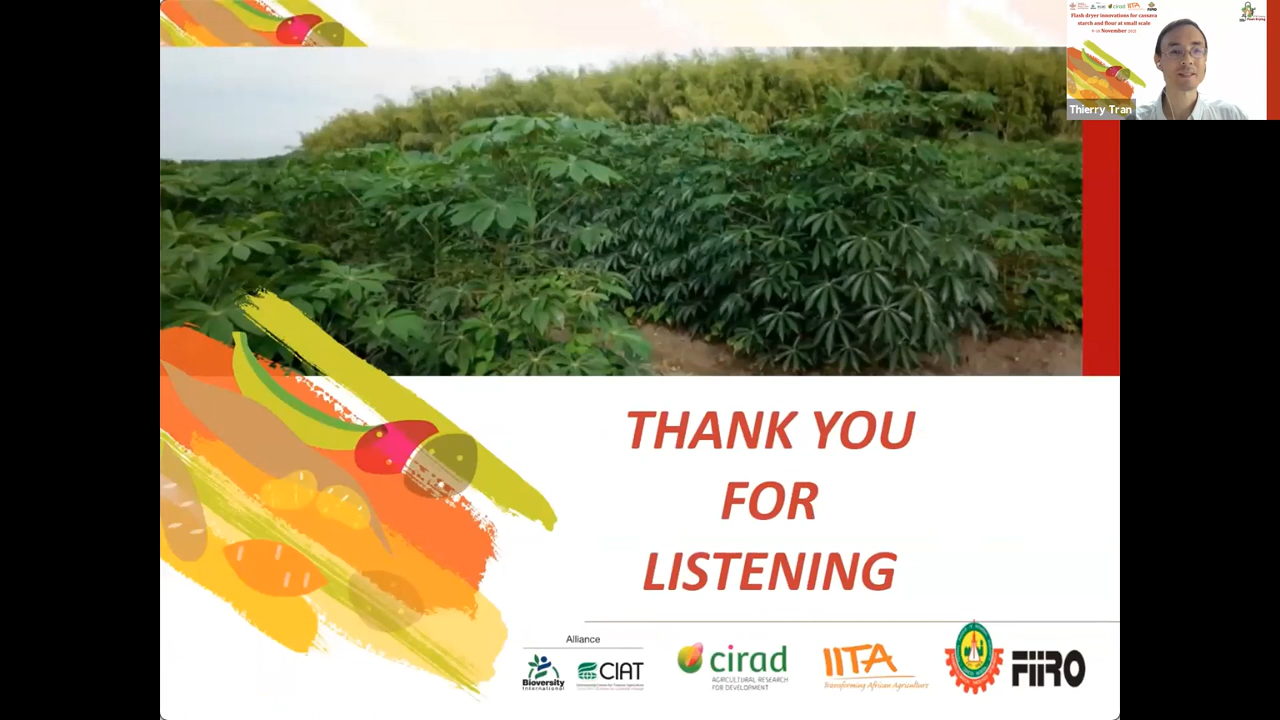 Flash dryer innovations for cassava
starch and flour at small scale
November 2021
Thierry Tran
THANK YOU
FOR
LISTENING
Alliance
Bioversity
International
CIAT
cirad
AGRICULTURAL RESEARCH
FOR DEVELOPMENT
IITA
Transforming African Agriculture
FIIRO